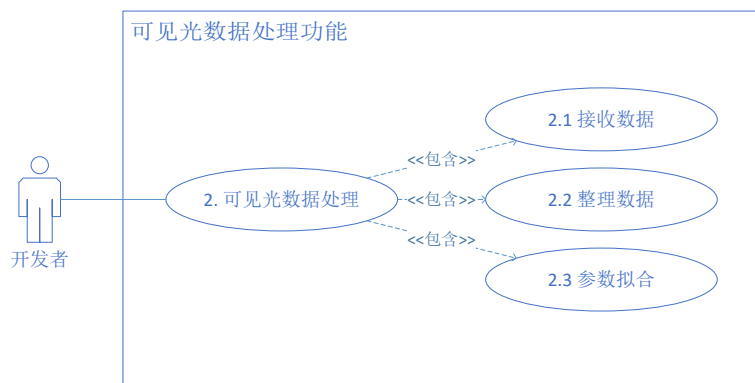 可见光数据处理功能
2.1 接收数据
<<包含>>
2. 可见光数据处理
<<包含>>
2.2 整理数据
<<包含>>
2.3 参数拟合
开发者